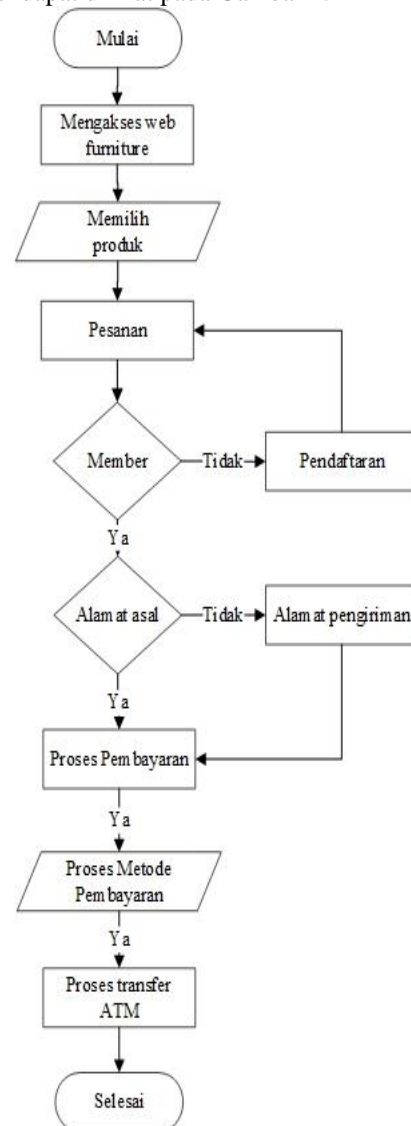 Mulai
Mengakses web
furniture
Memilih
produk
Pesanan
Member
Tidak
Pendaftaran
Ya
Alamat asal
Tidak
Alamat pengiriman
Ya
Proses Pembayaran
Ya
Proses Metode
Pembayaran
Ya
Proses transfer
ATM
Selesai